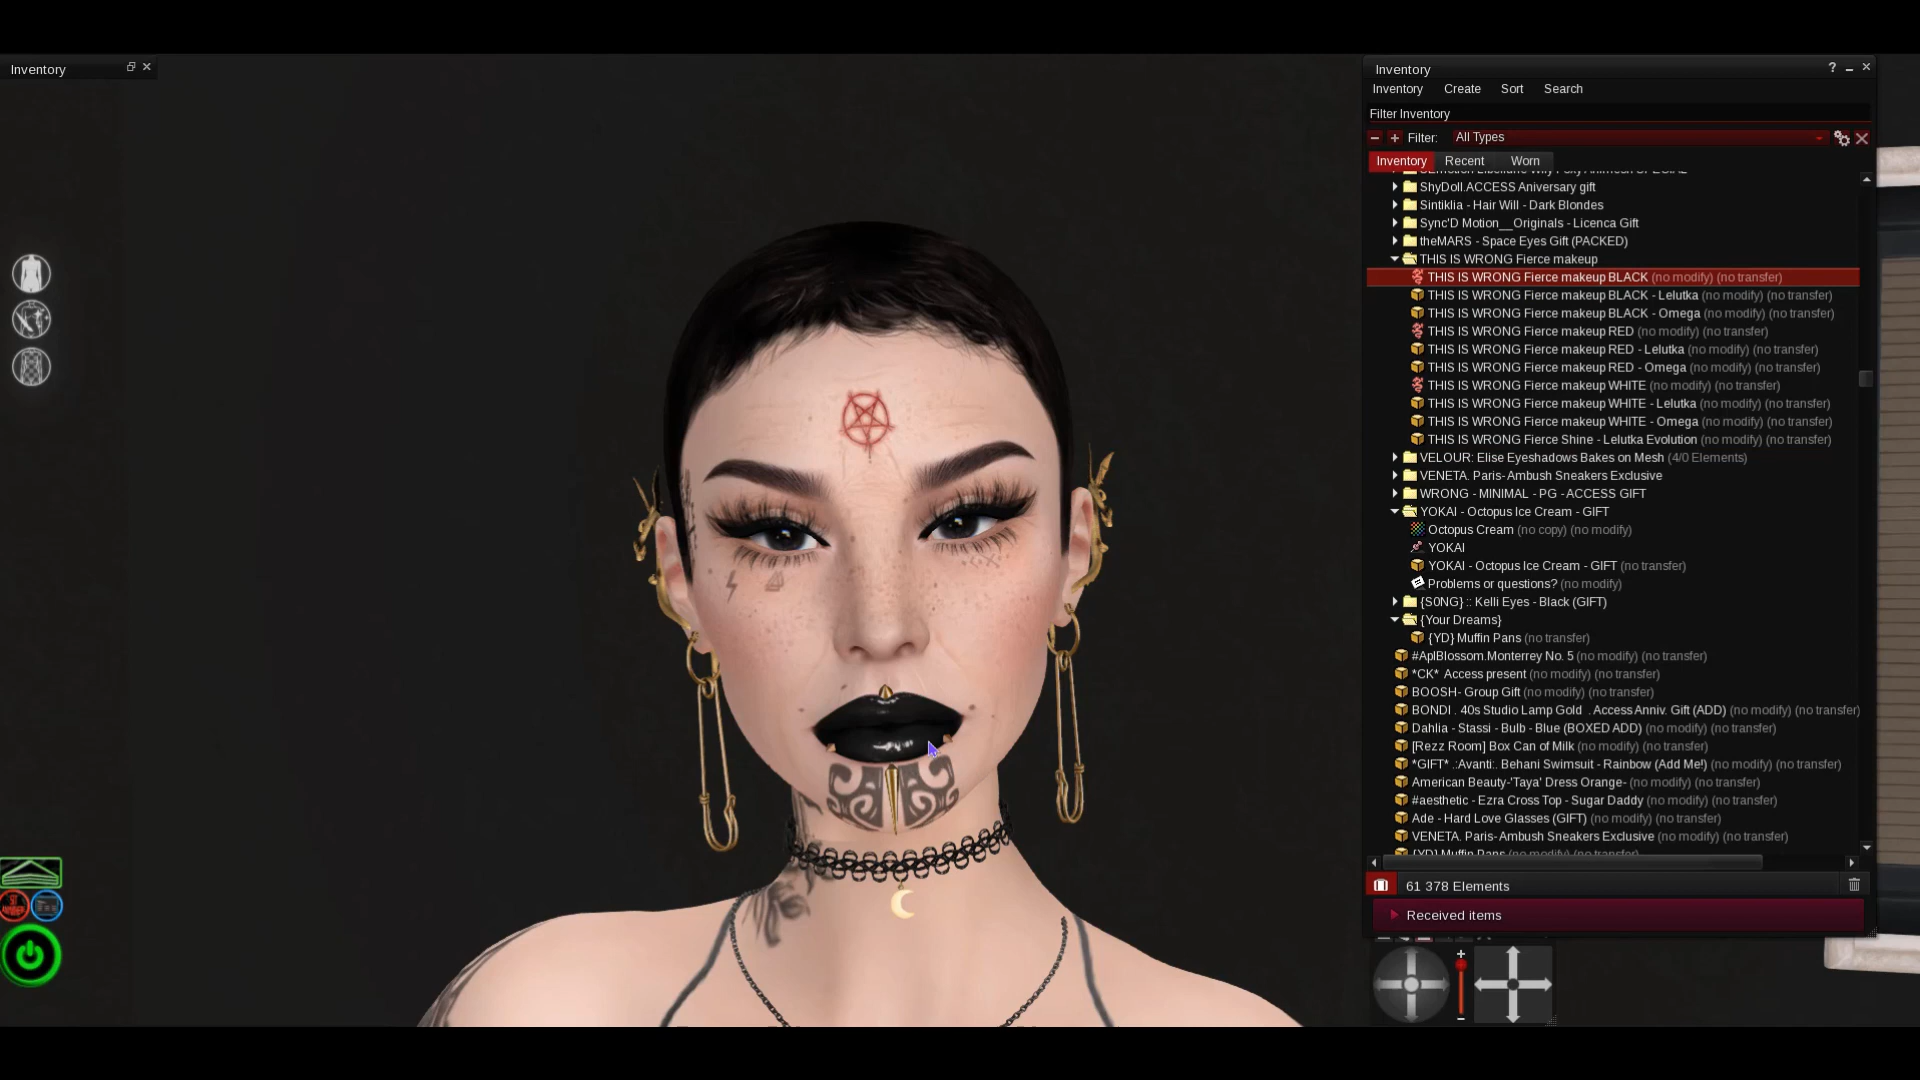 Inventory
Inventory
Inventory Create Sort Search
Filter Inventory
Filter: All Types
Inventory Recent Worn
ShyDoll.ACCESS Aniversary gift
Sintiklia - Hair Will - Dark Blondes
Sync'D Motion__Originals - Licenca Gift
theMARS - Space Eyes Gift (PACKED)
THIS IS WRONG Fierce makeup
THIS IS WRONG Fierce makeup BLACK (no modify) (no transfer)
THIS IS WRONG Fierce makeup BLACK - Lelutka (no modify) (no transfer)
THIS IS WRONG Fierce makeup BLACK - Omega (no modify) (no transfer)
THIS IS WRONG Fierce makeup RED (no modify) (no transfer)
THIS IS WRONG Fierce makeup RED - Lelutka (no modify) (no transfer)
THIS IS WRONG Fierce makeup RED - Omega (no modify) (no transfer)
THIS IS WRONG Fierce makeup WHITE (no modify) (no transfer)
THIS IS WRONG Fierce makeup WHITE - Lelutka (no modify) (no transfer)
THIS IS WRONG Fierce makeup WHITE - Omega (no modify) (no transfer)
THIS IS WRONG Fierce Shine - Lelutka Evolution (no modify) (no transfer)
VELOUR: Elise Eyeshadows Bakes on Mesh (4/0 Elements)
VENETA. Paris- Ambush Sneakers Exclusive
WRONG - MINIMAL - PG - ACCESS GIFT
YOKAI - Octopus Ice Cream - GIFT
Octopus Cream (no copy) (no modify)
YOKAI
YOKAI - Octopus Ice Cream - GIFT (no transfer)
Problems or questions? (no modify)
{S0NG} :: Kelli Eyes - Black (GIFT)
{Your Dreams}
{YD} Muffin Pans (no transfer)
#AplBlossom.Monterrey No. 5 (no modify) (no transfer)
*CK* Access present (no modify) (no transfer)
BOOSH- Group Gift (no modify) (no transfer)
BONDI . 40s Studio Lamp Gold . Access Anniv. Gift (ADD) (no modify) (no transfer)
Dahlia - Stassi - Bulb - Blue (BOXED ADD) (no modify) (no transfer)
[Rezz Room] Box Can of Milk (no modify) (no transfer)
*GIFT* .:Avanti:. Behani Swimsuit - Rainbow (Add Me!) (no modify) (no transfer)
American Beauty-'Taya' Dress Orange- (no modify) (no transfer)
#aesthetic - Ezra Cross Top - Sugar Daddy (no modify) (no transfer)
Ade - Hard Love Glasses (GIFT) (no modify) (no transfer)
VENETA. Paris- Ambush Sneakers Exclusive (no modify) (no transfer)
{YD} Muffin Pans (no modify) (no transfer)
61 378 Elements
Received items